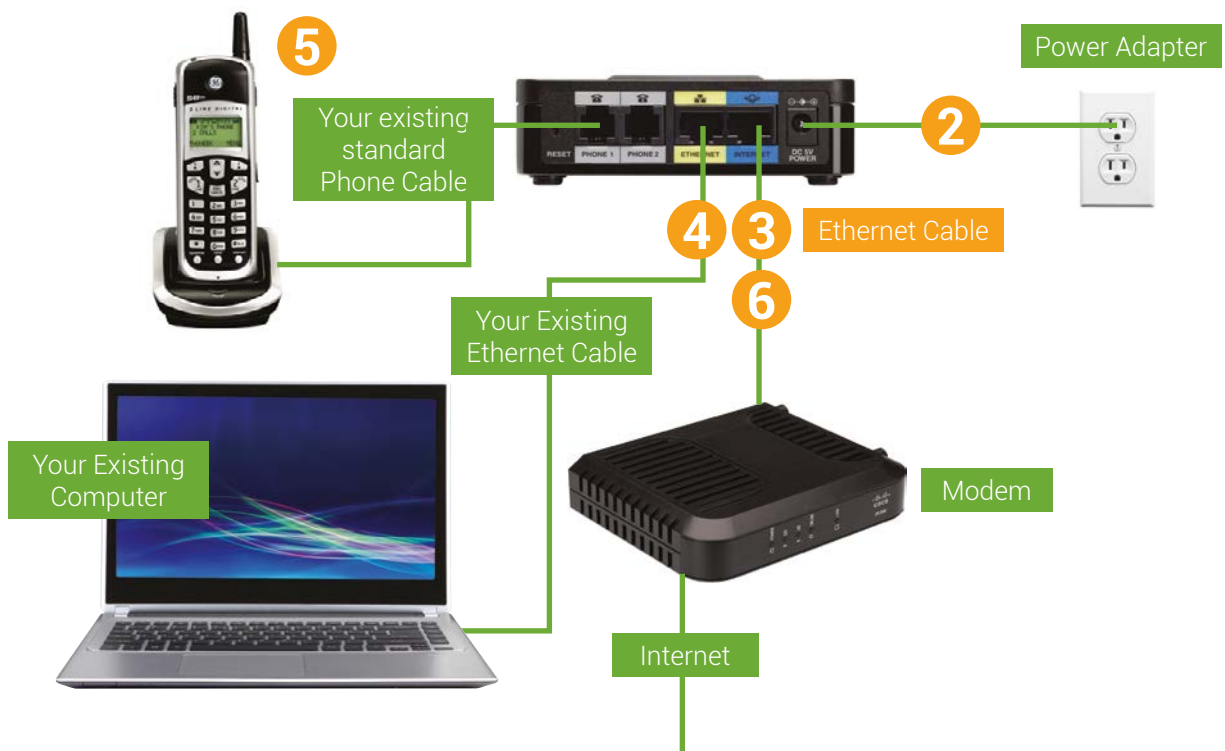 5
Power Adapter
Your existing
standard
Phone Cable
RESET
PHONE 1
PHONE 2
ETHERNET
INTERNET
DC 5V
POWER
2
4
3
Ethernet Cable
6
Your Existing
Ethernet Cable
Your Existing
Computer
Modem
CISCO
Internet